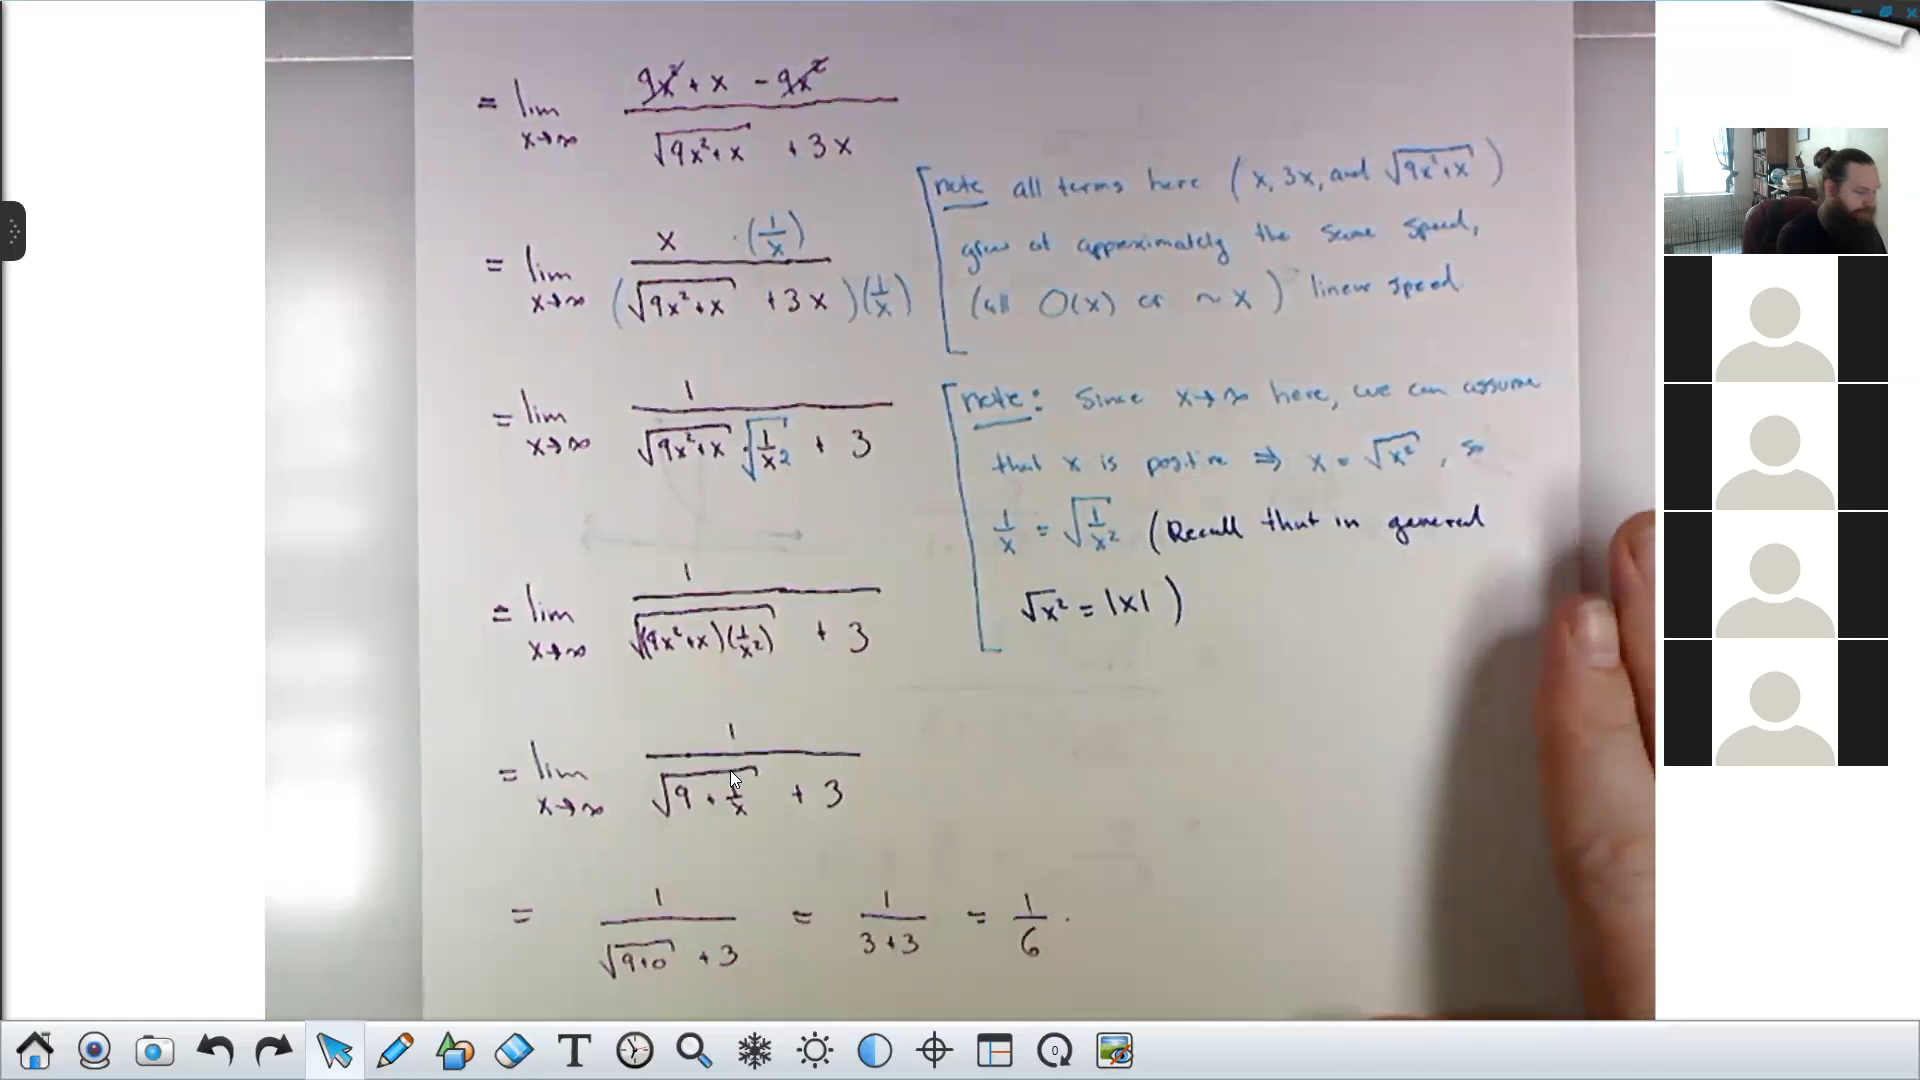 = lim x→∞ (9x² + x - 9x²) / (√(9x²+x) + 3x)
= lim x→∞ x · (1/x) / (√(9x²+x) + 3x)(1/x)
[note all terms here (x, 3x, and √(9x²+x))
grow at approximately the same speed,
(all O(x) or ~x) linear speed.
= lim x→∞ 1 / (√(9x²+x) · √(1/x²) + 3)
[note: Since x→∞ here, we can assume
that x is positive ⇒ x = √x², so
1/x = √(1/x²) (Recall that in general
√x² = |x|)
= lim x→∞ 1 / (√((9x²+x)(1/x²)) + 3)
= lim x→∞ 1 / (√(9 + 1/x) + 3)
= 1 / (√(9+0) + 3) = 1 / (3+3) = 1/6.
T
0